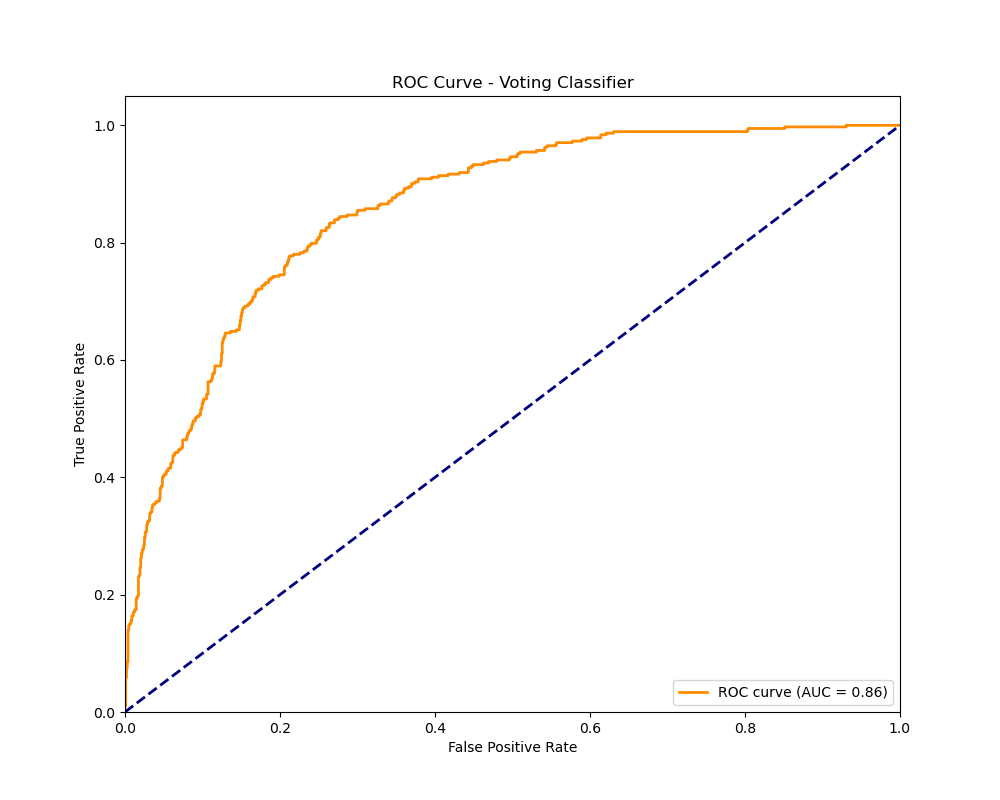 ROC Curve - Voting Classifier
True Positive Rate
1.0
0.8
0.6
0.4
0.2
0.0
0.0 0.2 0.4 0.6 0.8 1.0
False Positive Rate
ROC curve (AUC = 0.86)